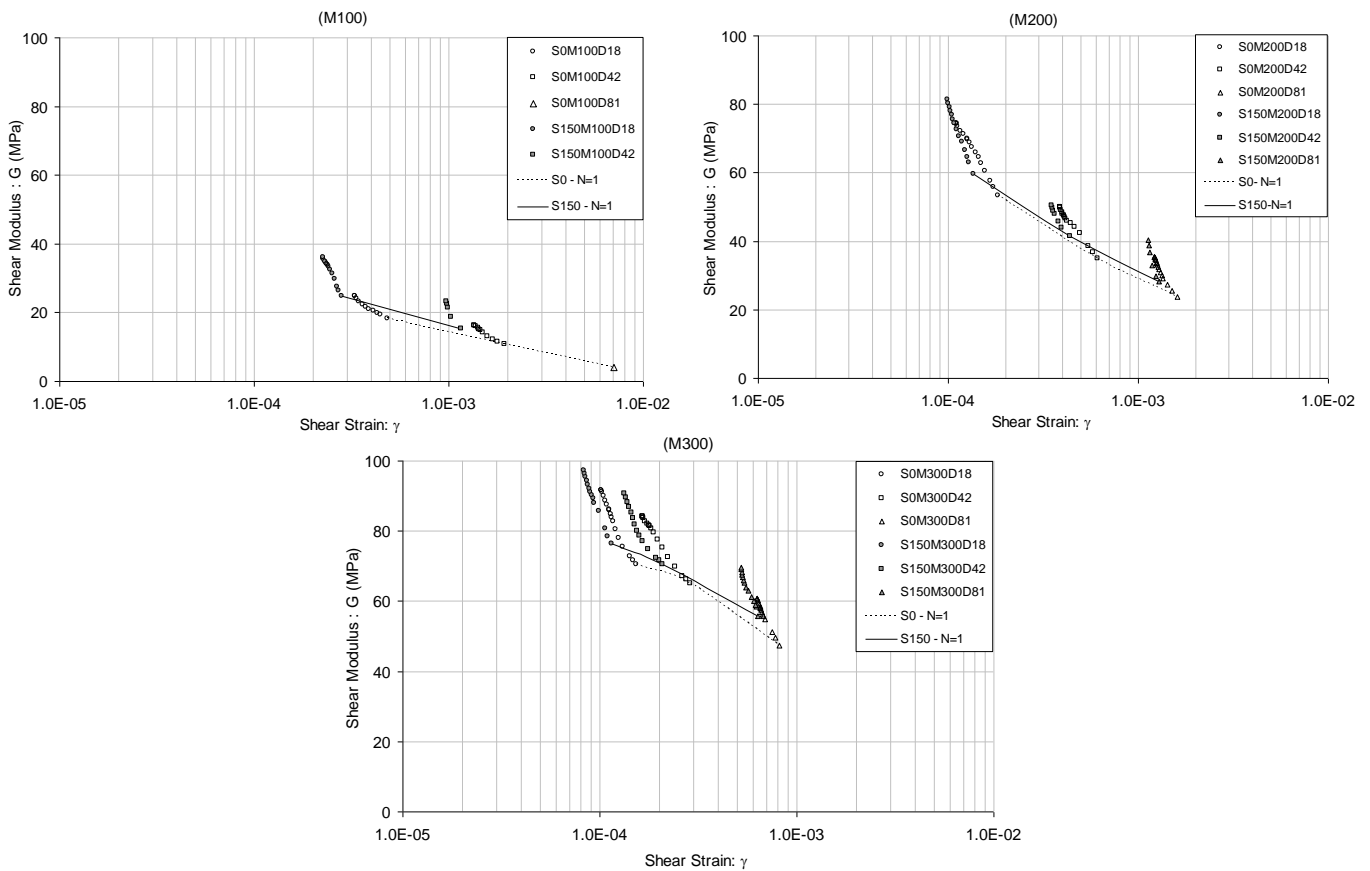 (M100)
100
80
60
40
20
0
Shear Modulus : G (MPa)
1.0E-05
1.0E-04
1.0E-03
1.0E-02
Shear Strain: γ
S0M100D18
S0M100D42
S0M100D81
S150M100D18
S150M100D42
S0 - N=1
S150 - N=1
(M200)
100
80
60
40
20
0
Shear Modulus : G (MPa)
1.0E-05
1.0E-04
1.0E-03
1.0E-02
Shear Strain: γ
S0M200D18
S0M200D42
S0M200D81
S150M200D18
S150M200D42
S150M200D81
S0 - N=1
S150-N=1
(M300)
100
80
60
40
20
0
Shear Modulus : G (MPa)
1.0E-05
1.0E-04
1.0E-03
1.0E-02
Shear Strain: γ
S0M300D18
S0M300D42
S0M300D81
S150M300D18
S150M300D42
S150M300D81
S0 - N=1
S150 - N=1